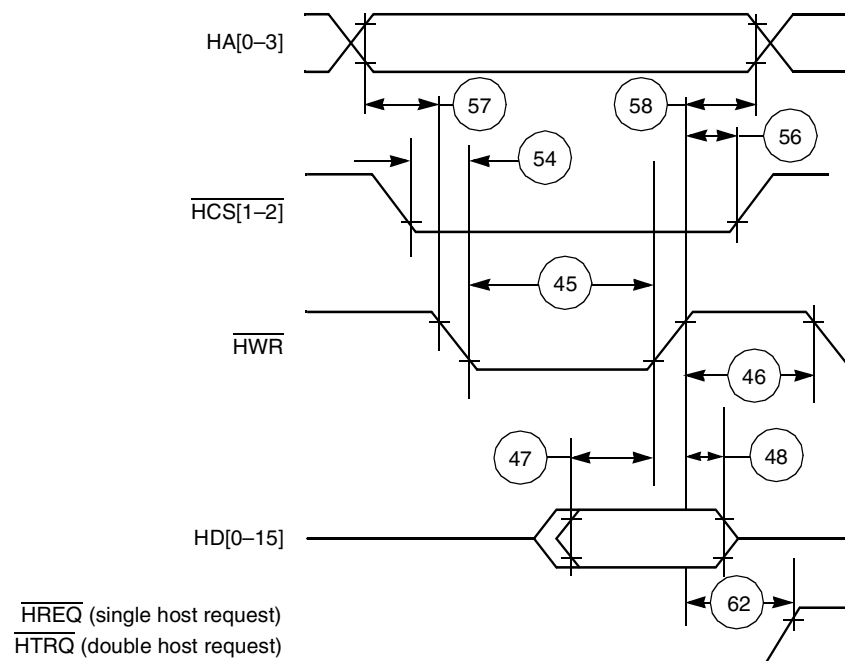 HA[0–3]
57
58
56
54
HCS[1–2]
45
HWR
46
47
48
HD[0–15]
62
HREQ (single host request)
HTRQ (double host request)